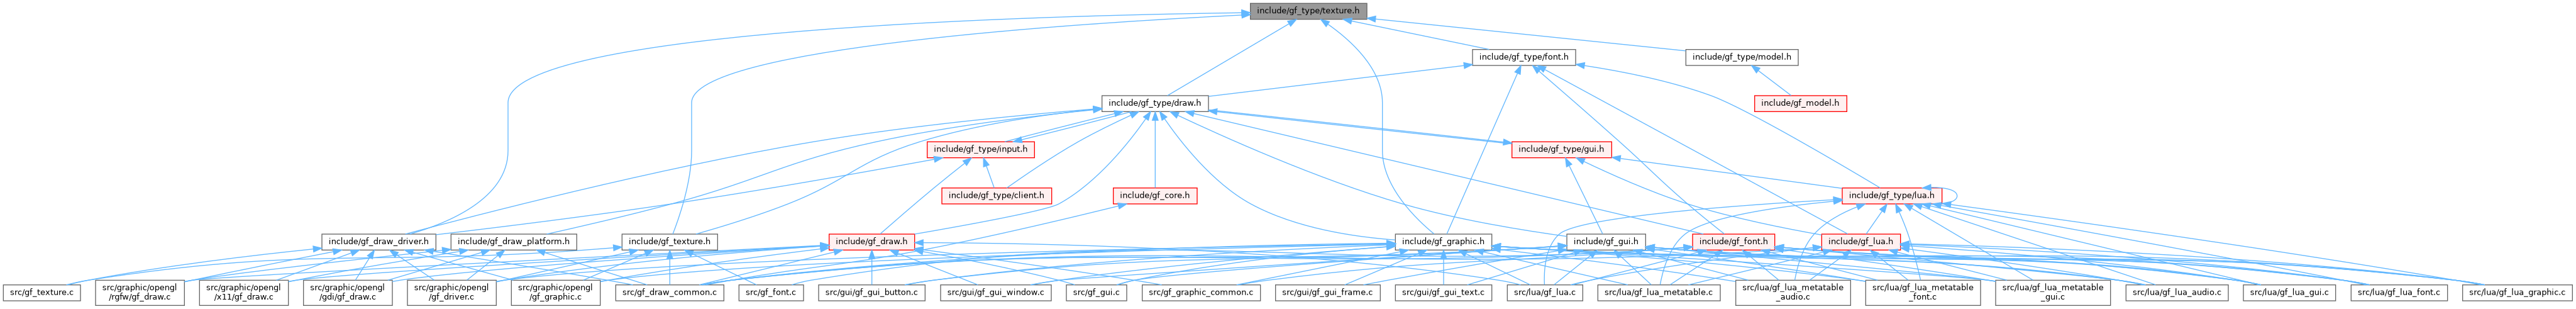 include/gf_type/texture.h
include/gf_type/font.h
include/gf_type/model.h
include/gf_type/draw.h
include/gf_model.h
include/gf_type/input.h
include/gf_type/gui.h
include/gf_type/client.h
include/gf_core.h
include/gf_type/lua.h
include/gf_draw_driver.h
include/gf_draw_platform.h
include/gf_texture.h
include/gf_draw.h
include/gf_graphic.h
include/gf_gui.h
include/gf_font.h
include/gf_lua.h
src/gf_texture.c
src/graphic/opengl
/rgfw/gf_draw.c
src/graphic/opengl
/x11/gf_draw.c
src/graphic/opengl
/gdi/gf_draw.c
src/graphic/opengl
/gf_driver.c
src/graphic/opengl
/gf_graphic.c
src/gf_draw_common.c
src/gf_font.c
src/gui/gf_gui_button.c
src/gui/gf_gui_window.c
src/gf_gui.c
src/gf_graphic_common.c
src/gui/gf_gui_frame.c
src/gui/gf_gui_text.c
src/lua/gf_lua.c
src/lua/gf_lua_metatable.c
src/lua/gf_lua_metatable
_audio.c
src/lua/gf_lua_metatable
_font.c
src/lua/gf_lua_metatable
_gui.c
src/lua/gf_lua_audio.c
src/lua/gf_lua_gui.c
src/lua/gf_lua_font.c
src/lua/gf_lua_graphic.c